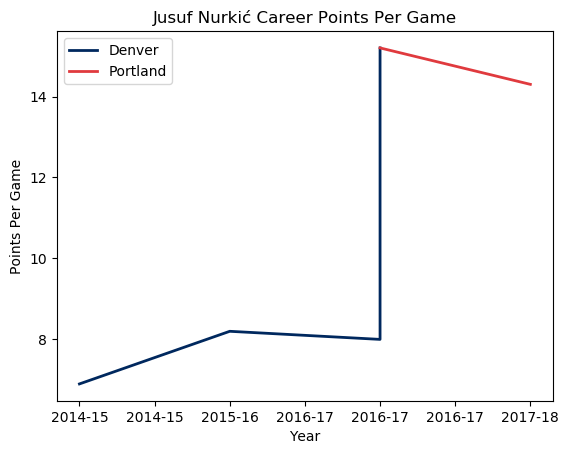 Jusuf Nurkić Career Points Per Game
Denver
Portland
Points Per Game
14
12
10
8
2014-15 2014-15 2015-16 2016-17 2016-17 2016-17 2017-18
Year